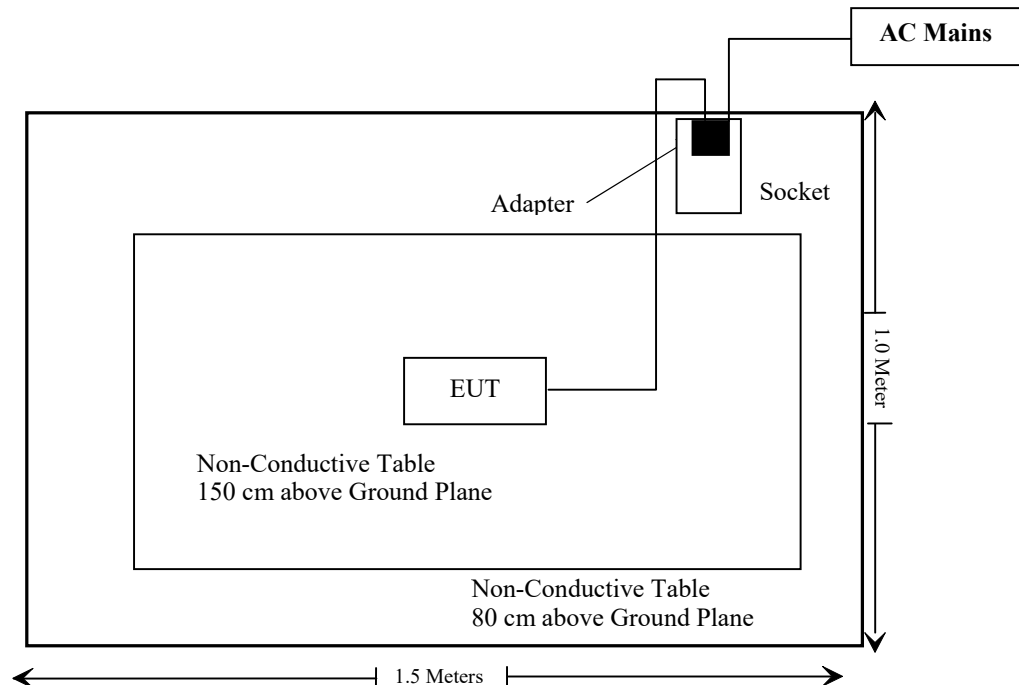 AC Mains
Adapter
Socket
EUT
1.0 Meter
Non-Conductive Table
150 cm above Ground Plane
Non-Conductive Table
80 cm above Ground Plane
1.5 Meters